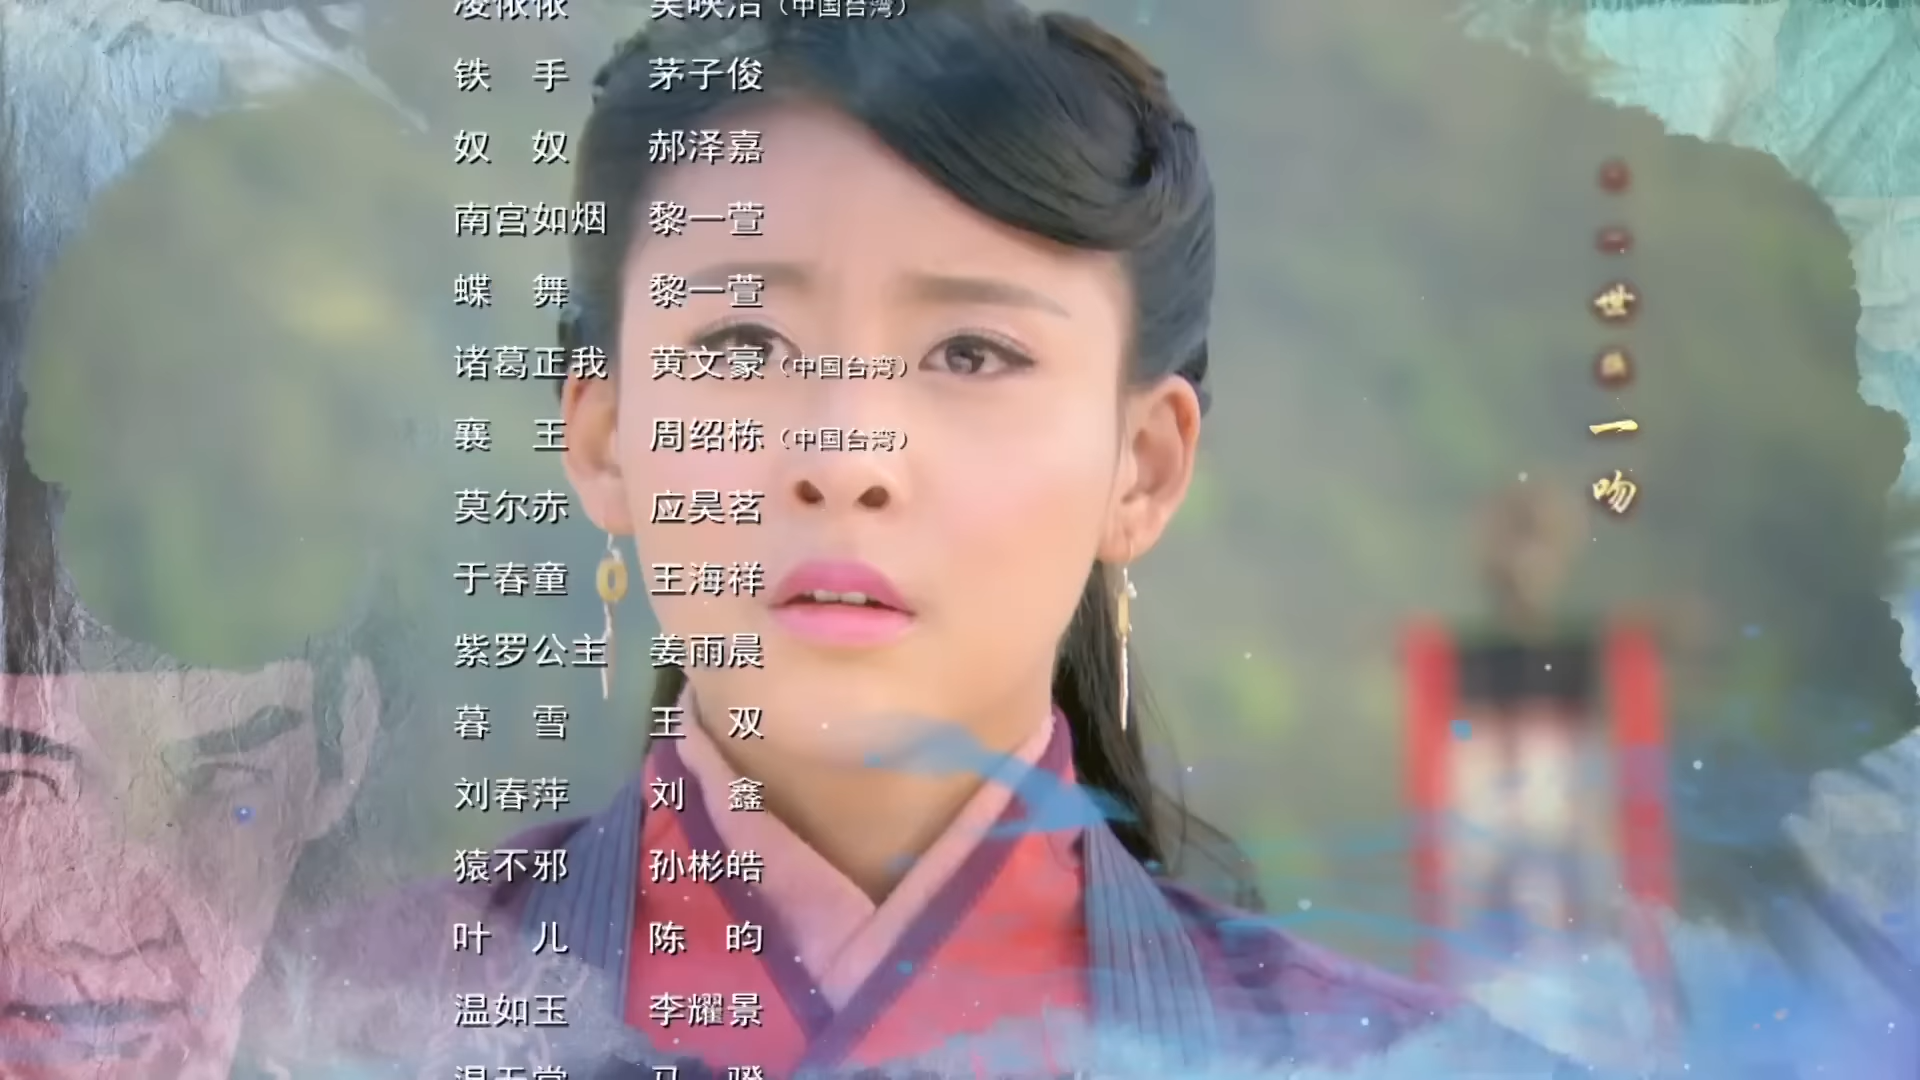 铁 手 茅子俊
奴 奴 郝泽嘉
南宫如烟 黎一萱
蝶 舞 黎一萱
诸葛正我 黄文豪（中国台湾）
襄 王 周绍栋（中国台湾）
莫尔赤 应昊茗
于春童 王海祥
紫罗公主 姜雨晨
暮 雪 王 双
刘春萍 刘 鑫
猿不邪 孙彬皓
叶 儿 陈 昀
温如玉 李耀景
世
一
吻